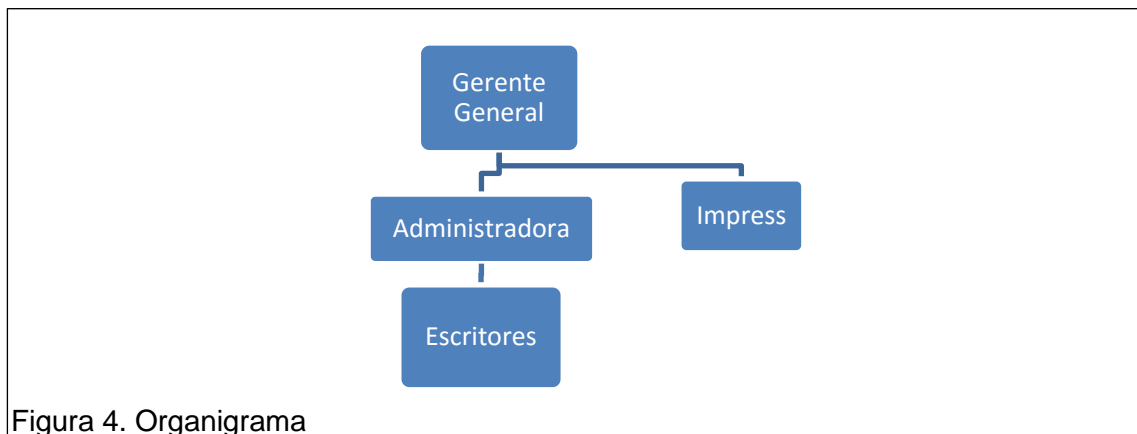 Gerente
General
Administradora
Impress
Escritores
Figura 4. Organigrama